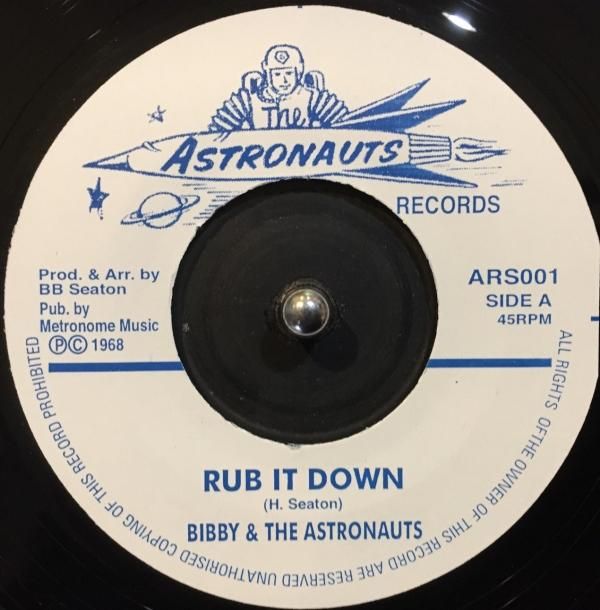 The
ASTRONAUTS
RECORDS
Prod. & Arr. by
BB Seaton
Pub. by
Metronome Music
ⓅⒸ 1968
ARS001
SIDE A
45RPM
RUB IT DOWN
(H. Seaton)
BIBBY & THE ASTRONAUTS
ALL RIGHTS OFTHE OWNER OF THIS RECORD ARE RESERVED UNAUTHORISED COPYING OF THIS RECORD PROHIBITED